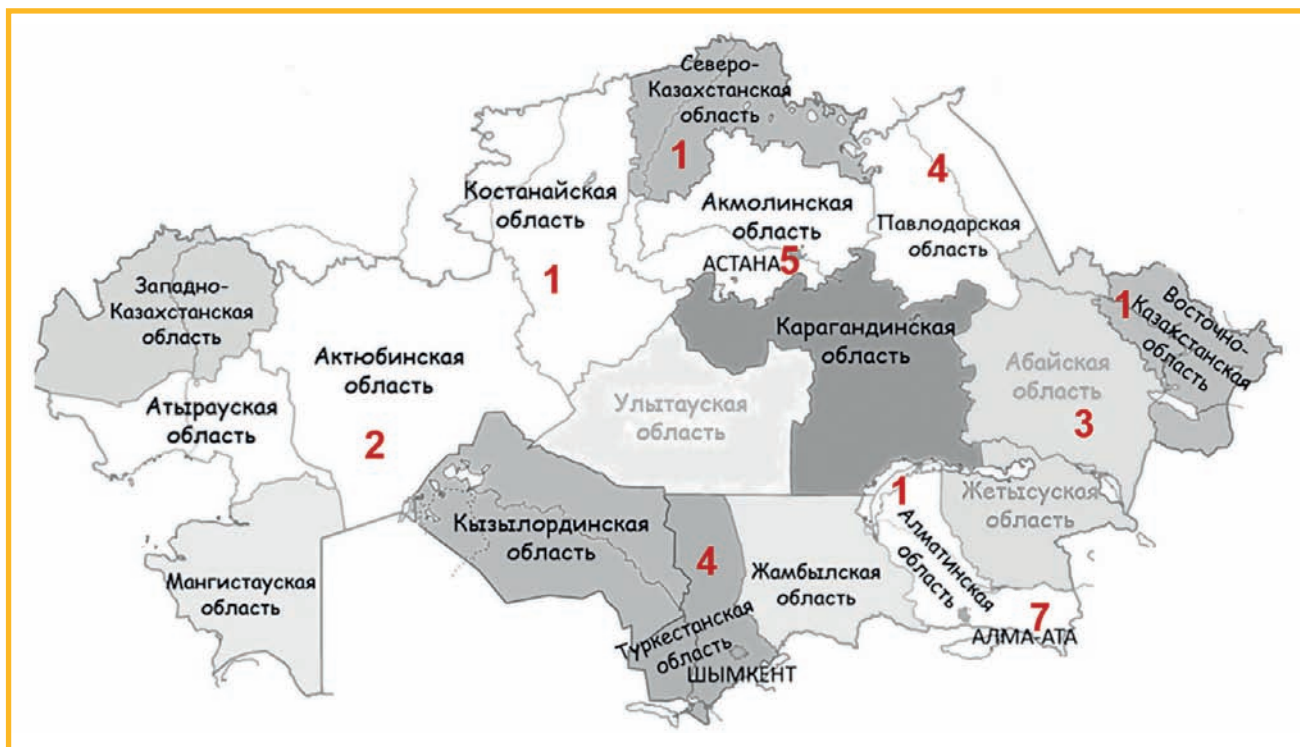 Северо-
Казахстанская
область
1
4
Костанайская
область
Акмолинская
область
Павлодарская
область
АСТАНА 5
1
Западно-
Казахстанская
область
1
Восточно-
Казахстанская
область
Карагандинская
область
Актюбинская
область
2
Абайская
область
3
Атырауская
область
Улытауская
область
1
Жетысуская
область
Алматинская
область
Кызылординская
область
4
Жамбылская
область
Мангистауская
область
7
АЛМА-АТА
Туркестанская
область
ШЫМКЕНТ